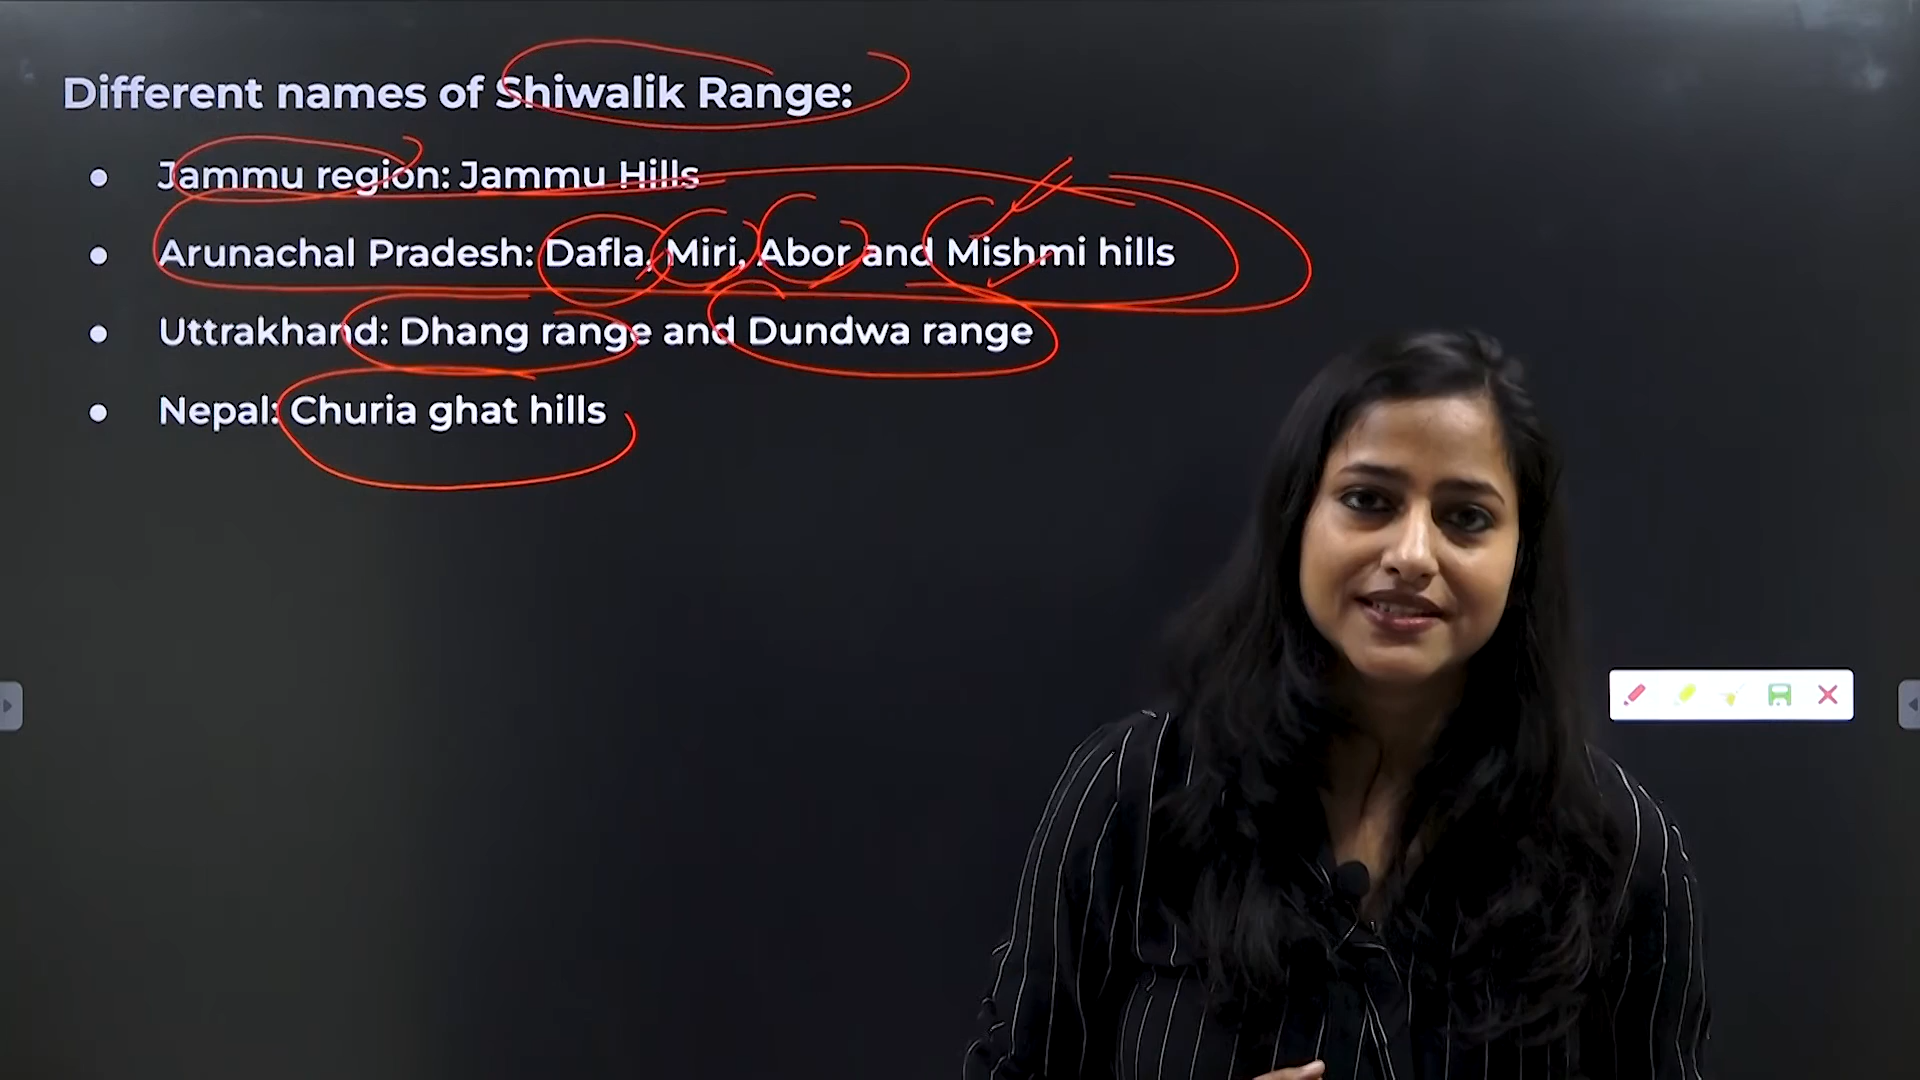 Different names of Shiwalik Range:
● Jammu region: Jammu Hills
● Arunachal Pradesh: Dafla, Miri, Abor and Mishmi hills
● Uttrakhand: Dhang range and Dundwa range
● Nepal: Churia ghat hills